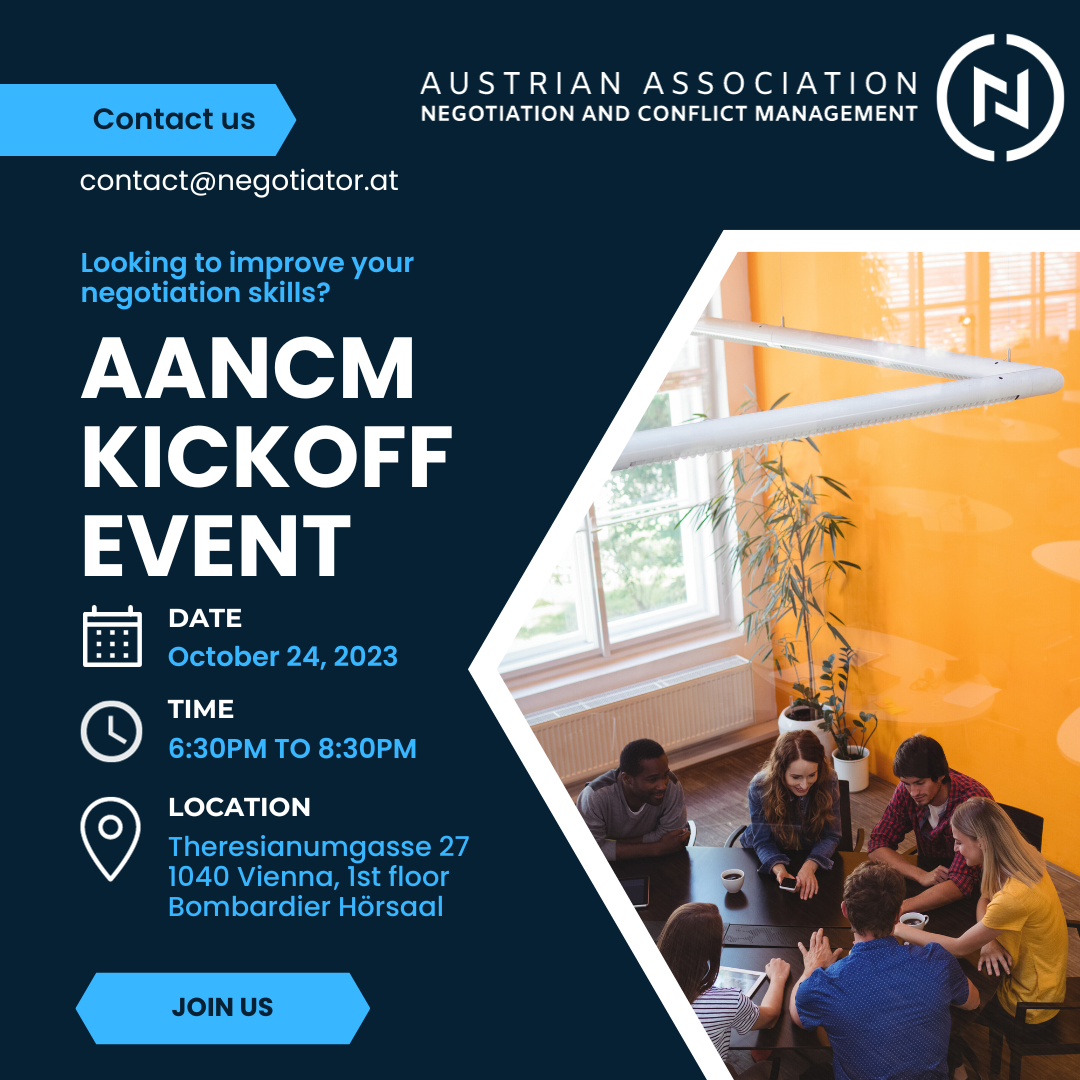 AUSTRIAN ASSOCIATION
NEGOTIATION AND CONFLICT MANAGEMENT
Contact us
contact@negotiator.at
Looking to improve your
negotiation skills?
AANCM
KICKOFF
EVENT
DATE
October 24, 2023
TIME
6:30PM TO 8:30PM
LOCATION
Theresianumgasse 27
1040 Vienna, 1st floor
Bombardier Hörsaal
JOIN US